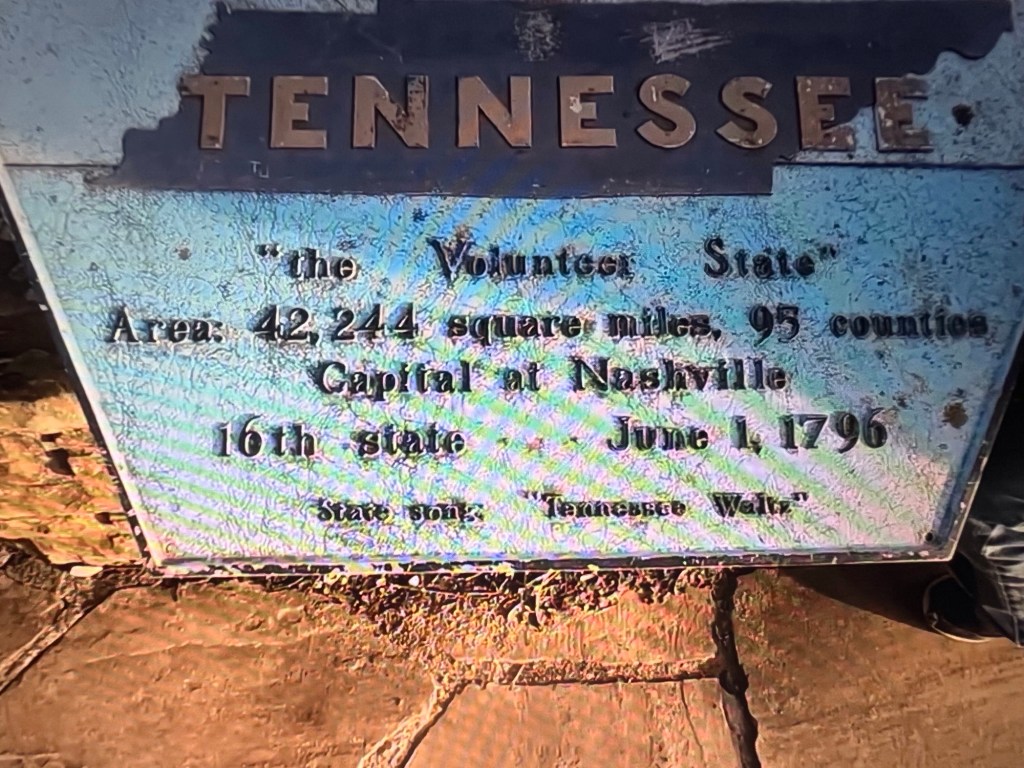 TENNESSEE
TJ
"the Volunteer State"
Area: 42,244 square miles, 95 counties
Capital at Nashville
16th state June 1, 1796
State song: "Tennessee Waltz"